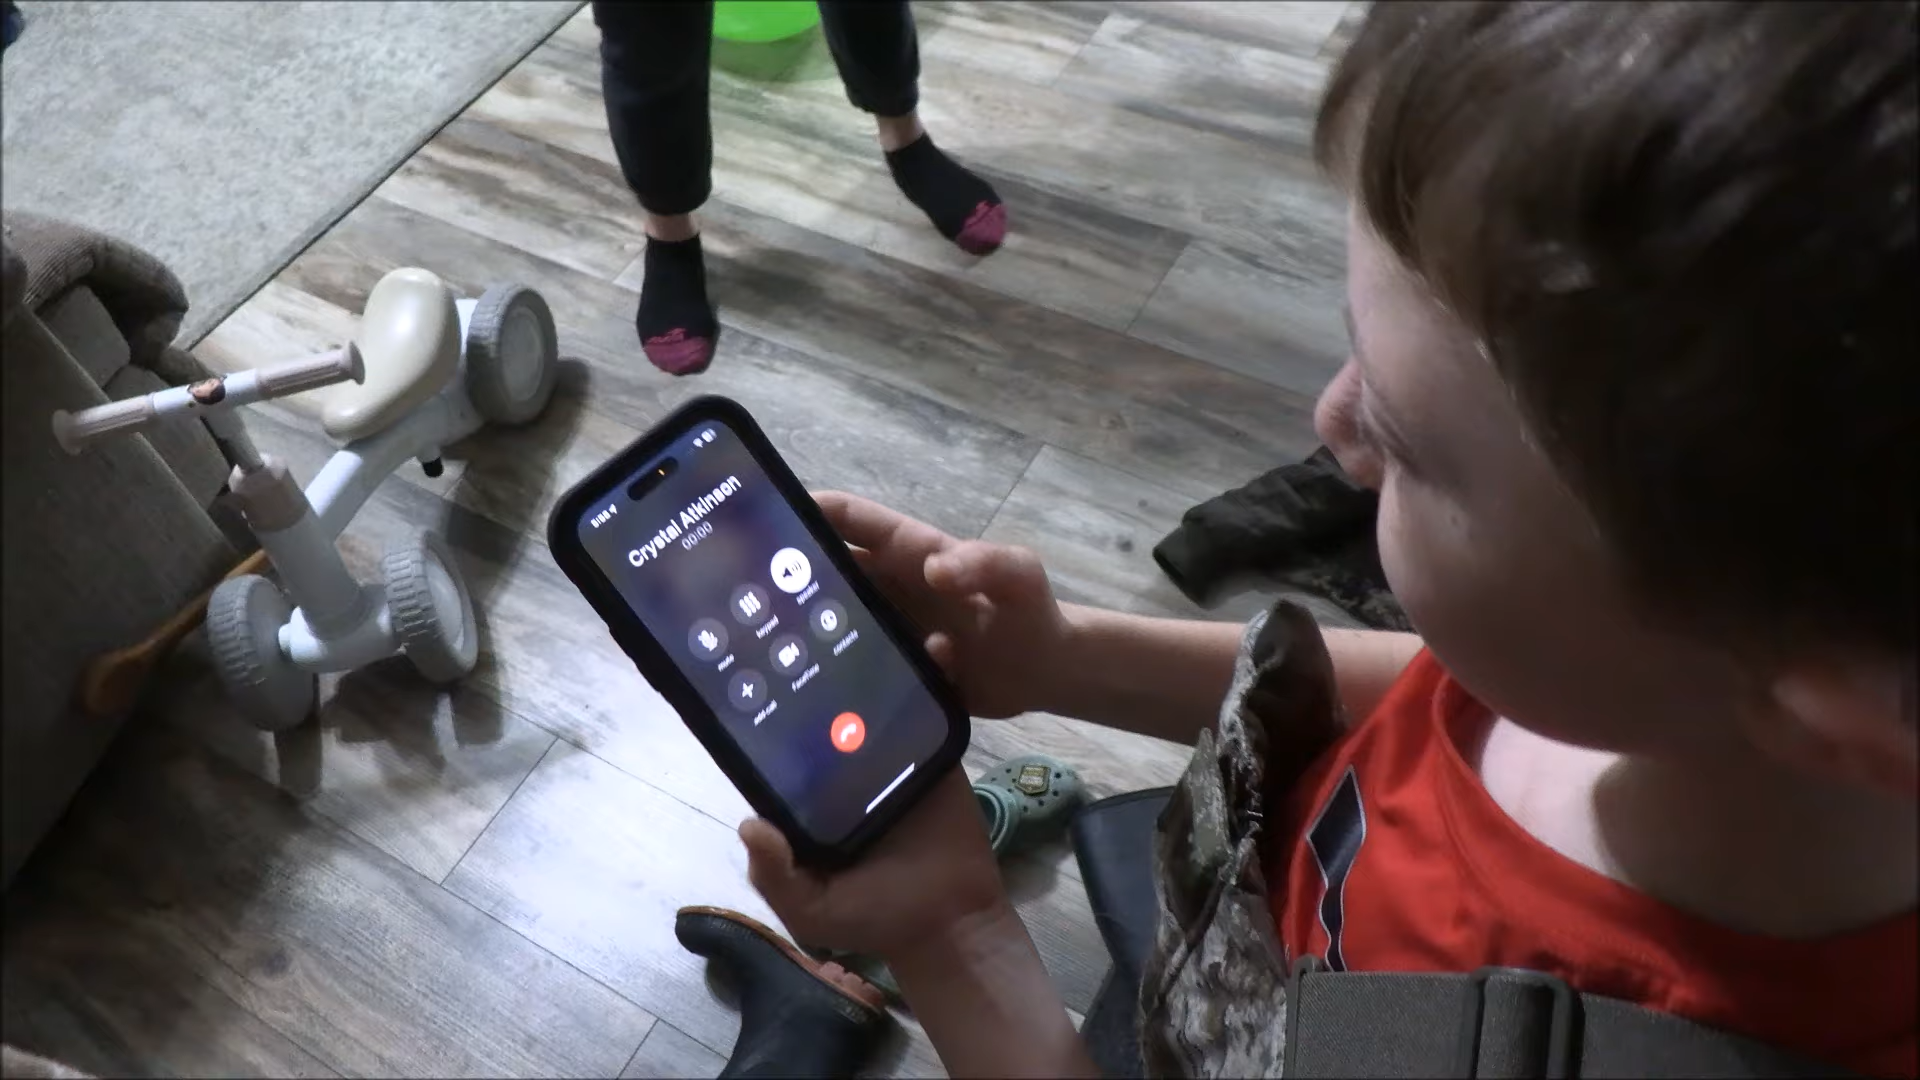 Crystal Atkinson
00:00
mute
keypad
speaker
add call
FaceTime
contacts